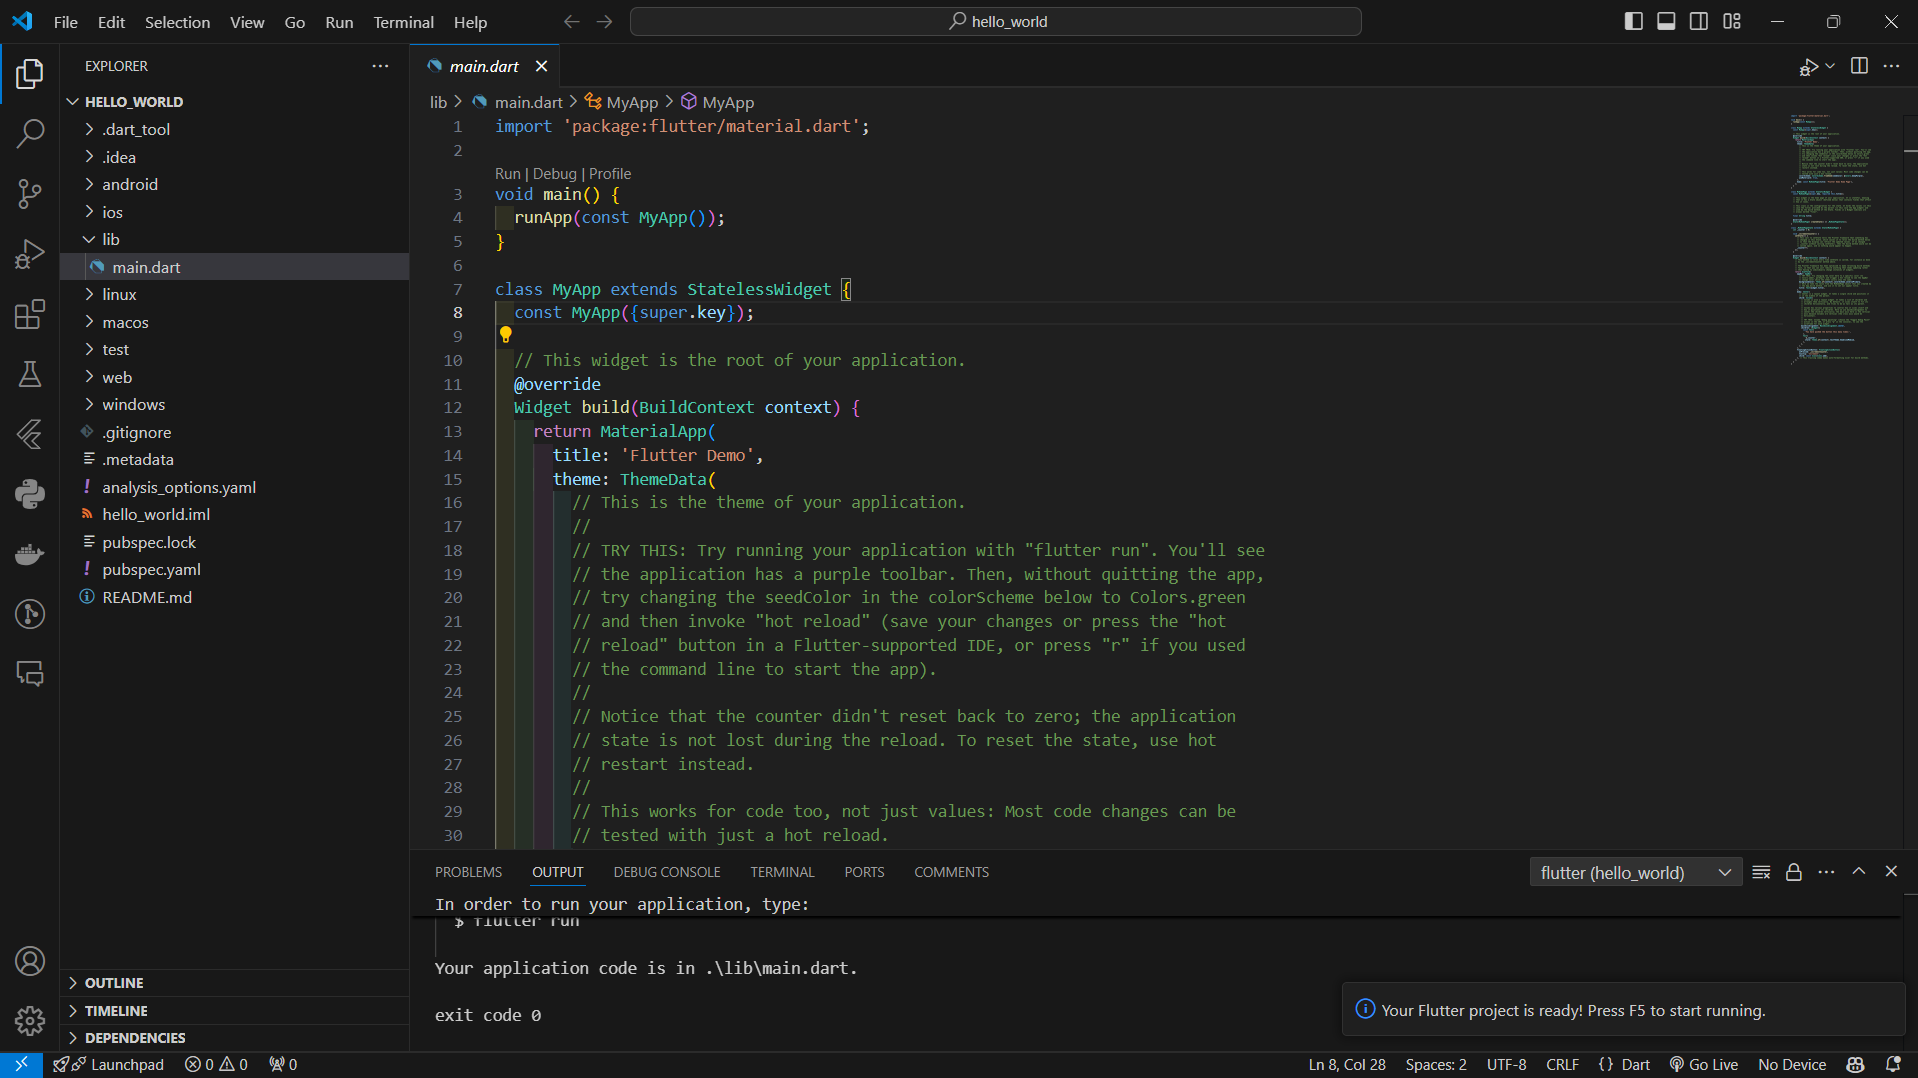 File Edit Selection View Go Run Terminal Help
hello_world
EXPLORER
HELLO_WORLD
.dart_tool
.idea
android
ios
lib
main.dart
linux
macos
test
web
windows
.gitignore
.metadata
analysis_options.yaml
hello_world.iml
pubspec.lock
pubspec.yaml
README.md
OUTLINE
TIMELINE
DEPENDENCIES
main.dart
lib > main.dart > MyApp > MyApp
1 import 'package:flutter/material.dart';
2
Run | Debug | Profile
3 void main() {
4 runApp(const MyApp());
5 }
6
7 class MyApp extends StatelessWidget {
8 const MyApp({super.key});
9
10 // This widget is the root of your application.
11 @override
12 Widget build(BuildContext context) {
13 return MaterialApp(
14 title: 'Flutter Demo',
15 theme: ThemeData(
16 // This is the theme of your application.
17 //
18 // TRY THIS: Try running your application with "flutter run". You'll see
19 // the application has a purple toolbar. Then, without quitting the app,
20 // try changing the seedColor in the colorScheme below to Colors.green
21 // and then invoke "hot reload" (save your changes or press the "hot
22 // reload" button in a Flutter-supported IDE, or press "r" if you used
23 // the command line to start the app).
24 //
25 // Notice that the counter didn't reset back to zero; the application
26 // state is not lost during the reload. To reset the state, use hot
27 // restart instead.
28 //
29 // This works for code too, not just values: Most code changes can be
30 // tested with just a hot reload.
PROBLEMS OUTPUT DEBUG CONSOLE TERMINAL PORTS COMMENTS
flutter (hello_world)
In order to run your application, type:
$ flutter run
Your application code is in .\lib\main.dart.
exit code 0
Your Flutter project is ready! Press F5 to start running.
Launchpad 0 0 0
Ln 8, Col 28 Spaces: 2 UTF-8 CRLF {} Dart Go Live No Device